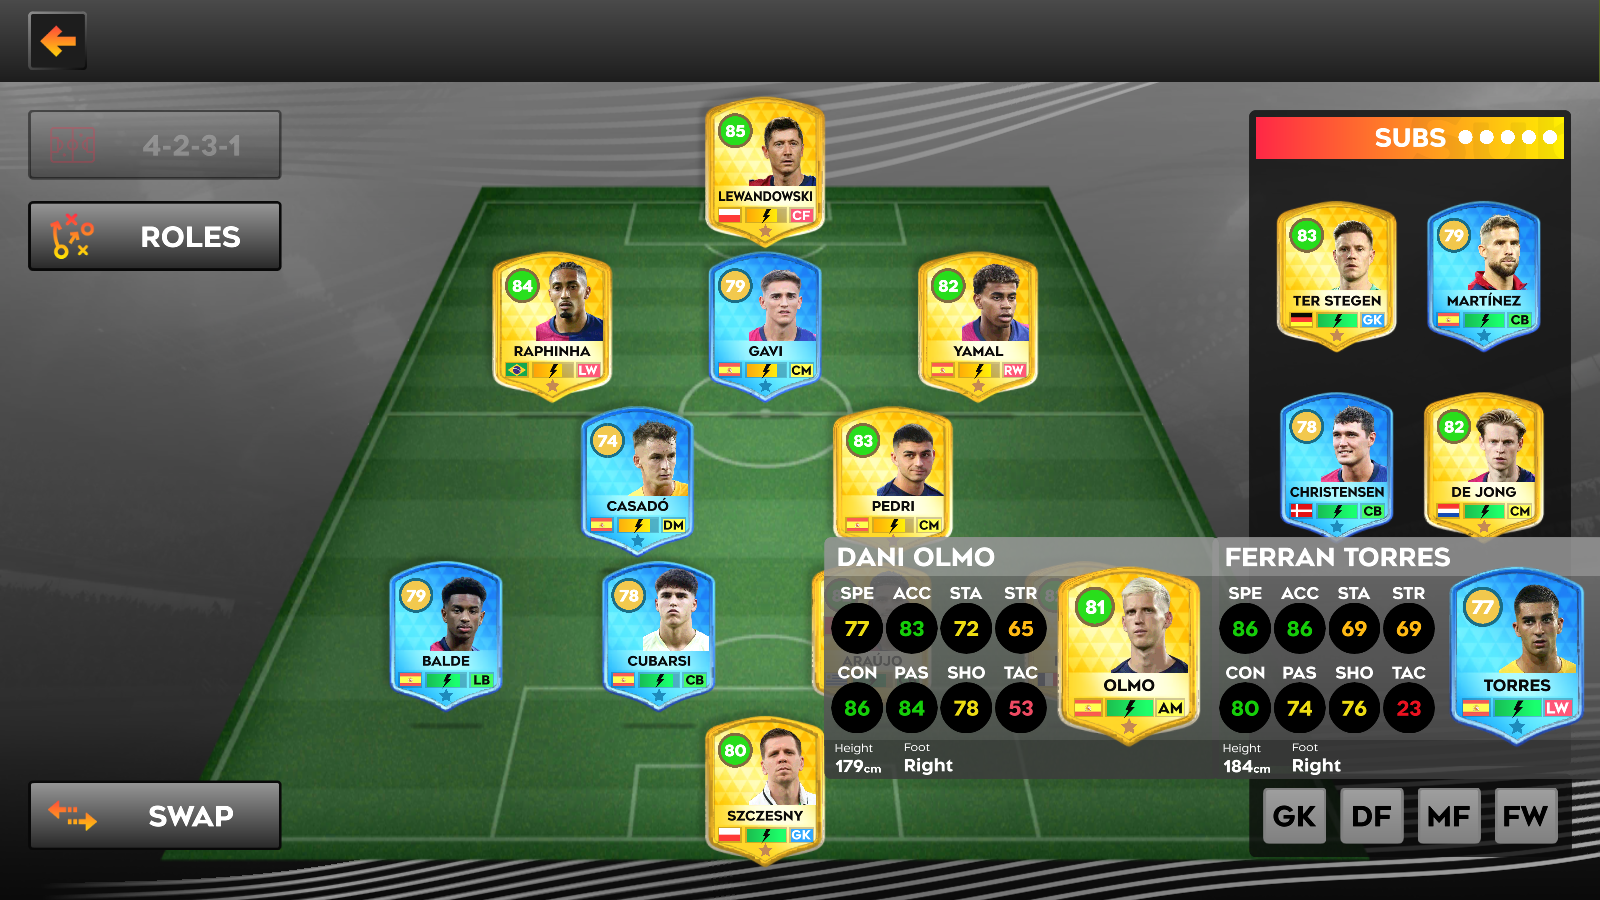 4-2-3-1
ROLES
SWAP
85
LEWANDOWSKI
CF
84
RAPHINHA
LW
79
GAVI
CM
82
YAMAL
RW
74
CASADÓ
DM
83
PEDRI
CM
79
BALDE
LB
78
CUBARSI
CB
ARAÚJO
80
SZCZESNY
GK
SUBS
83
TER STEGEN
GK
79
MARTÍNEZ
CB
78
CHRISTENSEN
CB
82
DE JONG
CM
DANI OLMO
SPE ACC STA STR
77 83 72 65
CON PAS SHO TAC
86 84 78 53
Height Foot
179cm Right
81
OLMO
AM
FERRAN TORRES
SPE ACC STA STR
86 86 69 69
CON PAS SHO TAC
80 74 76 23
Height Foot
184cm Right
77
TORRES
LW
GK DF MF FW